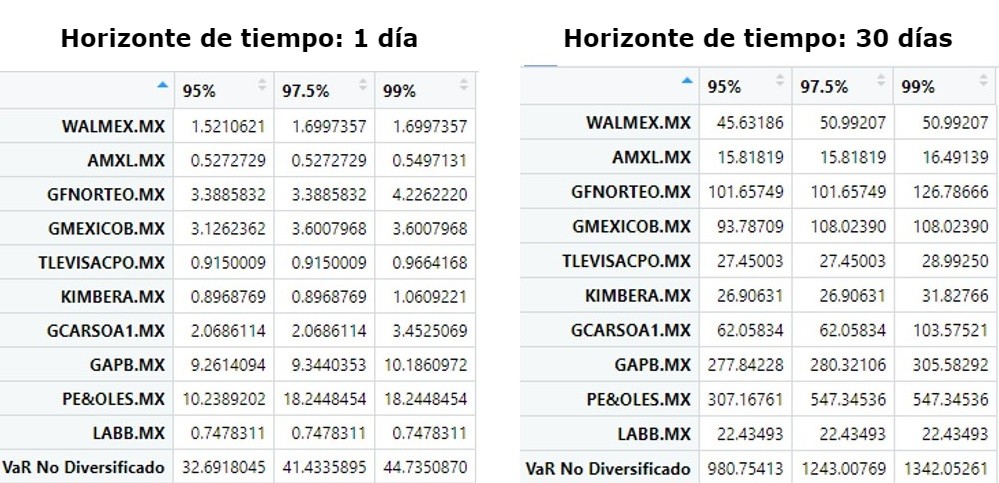 Horizonte de tiempo: 1 día
95% 97.5% 99%
WALMEX.MX 1.5210621 1.6997357 1.6997357
AMXL.MX 0.5272729 0.5272729 0.5497131
GFNORTEO.MX 3.3885832 3.3885832 4.2262220
GMEXICOB.MX 3.1262362 3.6007968 3.6007968
TLEVISACPO.MX 0.9150009 0.9150009 0.9664168
KIMBERA.MX 0.8968769 0.8968769 1.0609221
GCARSOA1.MX 2.0686114 2.0686114 3.4525069
GAPB.MX 9.2614094 9.3440353 10.1860972
PE&OLES.MX 10.2389202 18.2448454 18.2448454
LABB.MX 0.7478311 0.7478311 0.7478311
VaR No Diversificado 32.6918045 41.4335895 44.7350870
Horizonte de tiempo: 30 días
95% 97.5% 99%
WALMEX.MX 45.63186 50.99207 50.99207
AMXL.MX 15.81819 15.81819 16.49139
GFNORTEO.MX 101.65749 101.65749 126.78666
GMEXICOB.MX 93.78709 108.02390 108.02390
TLEVISACPO.MX 27.45003 27.45003 28.99250
KIMBERA.MX 26.90631 26.90631 31.82766
GCARSOA1.MX 62.05834 62.05834 103.57521
GAPB.MX 277.84228 280.32106 305.58292
PE&OLES.MX 307.16761 547.34536 547.34536
LABB.MX 22.43493 22.43493 22.43493
VaR No Diversificado 980.75413 1243.00769 1342.05261